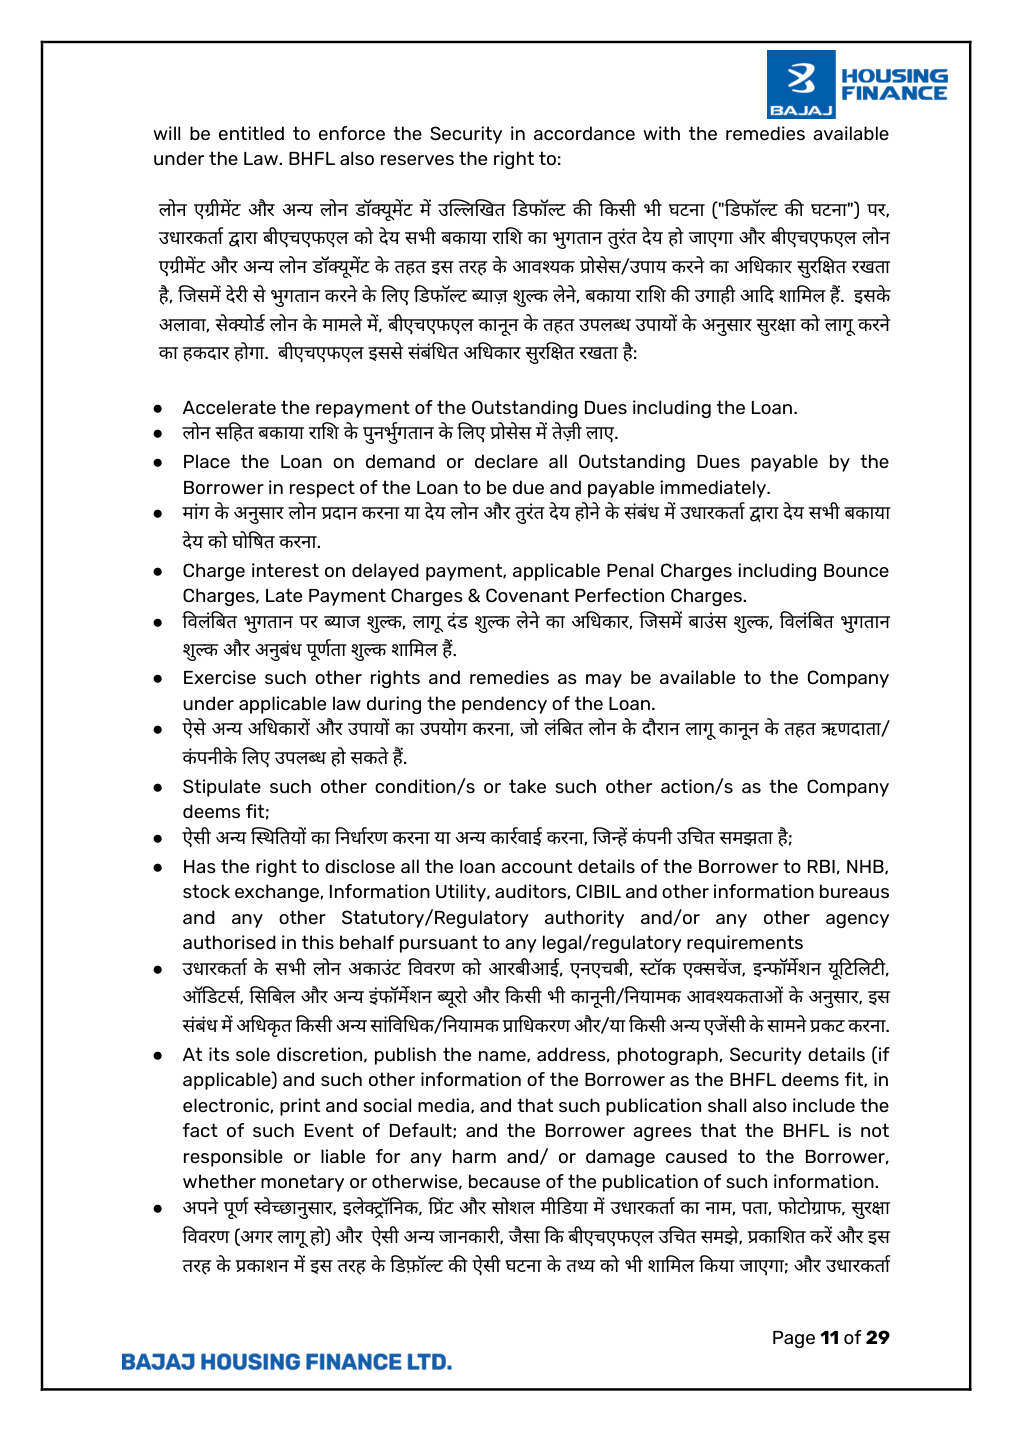 BAJAJ
HOUSING
FINANCE
will be entitled to enforce the Security in accordance with the remedies available
under the Law. BHFL also reserves the right to:
लोन एग्रीमेंट और अन्य लोन डॉक्यूमेंट में उल्लिखित डिफॉल्ट की किसी भी घटना ("डिफॉल्ट की घटना") पर,
उधारकर्ता द्वारा बीएचएफएल को देय सभी बकाया राशि का भुगतान तुरंत देय हो जाएगा और बीएचएफएल लोन
एग्रीमेंट और अन्य लोन डॉक्यूमेंट के तहत इस तरह के आवश्यक प्रोसेस/उपाय करने का अधिकार सुरक्षित रखता
है, जिसमें देरी से भुगतान करने के लिए डिफॉल्ट ब्याज़ शुल्क लेने, बकाया राशि की उगाही आदि शामिल हैं. इसके
अलावा, सेक्योर्ड लोन के मामले में, बीएचएफएल कानून के तहत उपलब्ध उपायों के अनुसार सुरक्षा को लागू करने
का हकदार होगा. बीएचएफएल इससे संबंधित अधिकार सुरक्षित रखता है:
● Accelerate the repayment of the Outstanding Dues including the Loan.
● लोन सहित बकाया राशि के पुनर्भुगतान के लिए प्रोसेस में तेज़ी लाए.
● Place the Loan on demand or declare all Outstanding Dues payable by the
Borrower in respect of the Loan to be due and payable immediately.
● मांग के अनुसार लोन प्रदान करना या देय लोन और तुरंत देय होने के संबंध में उधारकर्ता द्वारा देय सभी बकाया
देय को घोषित करना.
● Charge interest on delayed payment, applicable Penal Charges including Bounce
Charges, Late Payment Charges & Covenant Perfection Charges.
● विलंबित भुगतान पर ब्याज शुल्क, लागू दंड शुल्क लेने का अधिकार, जिसमें बाउंस शुल्क, विलंबित भुगतान
शुल्क और अनुबंध पूर्णता शुल्क शामिल हैं.
● Exercise such other rights and remedies as may be available to the Company
under applicable law during the pendency of the Loan.
● ऐसे अन्य अधिकारों और उपायों का उपयोग करना, जो लंबित लोन के दौरान लागू कानून के तहत ऋणदाता/
कंपनीके लिए उपलब्ध हो सकते हैं.
● Stipulate such other condition/s or take such other action/s as the Company
deems fit;
● ऐसी अन्य स्थितियों का निर्धारण करना या अन्य कार्रवाई करना, जिन्हें कंपनी उचित समझता है;
● Has the right to disclose all the loan account details of the Borrower to RBI, NHB,
stock exchange, Information Utility, auditors, CIBIL and other information bureaus
and any other Statutory/Regulatory authority and/or any other agency
authorised in this behalf pursuant to any legal/regulatory requirements
● उधारकर्ता के सभी लोन अकाउंट विवरण को आरबीआई, एनएचबी, स्टॉक एक्सचेंज, इन्फॉर्मेशन यूटिलिटी,
ऑडिटर्स, सिबिल और अन्य इंफॉर्मेशन ब्यूरो और किसी भी कानूनी/नियामक आवश्यकताओं के अनुसार, इस
संबंध में अधिकृत किसी अन्य सांविधिक/नियामक प्राधिकरण और/या किसी अन्य एजेंसी के सामने प्रकट करना.
● At its sole discretion, publish the name, address, photograph, Security details (if
applicable) and such other information of the Borrower as the BHFL deems fit, in
electronic, print and social media, and that such publication shall also include the
fact of such Event of Default; and the Borrower agrees that the BHFL is not
responsible or liable for any harm and/ or damage caused to the Borrower,
whether monetary or otherwise, because of the publication of such information.
● अपने पूर्ण स्वेच्छानुसार, इलेक्ट्रॉनिक, प्रिंट और सोशल मीडिया में उधारकर्ता का नाम, पता, फोटोग्राफ, सुरक्षा
विवरण (अगर लागू हो) और ऐसी अन्य जानकारी, जैसा कि बीएचएफएल उचित समझे, प्रकाशित करें और इस
तरह के प्रकाशन में इस तरह के डिफ़ॉल्ट की ऐसी घटना के तथ्य को भी शामिल किया जाएगा; और उधारकर्ता
Page 11 of 29
BAJAJ HOUSING FINANCE LTD.